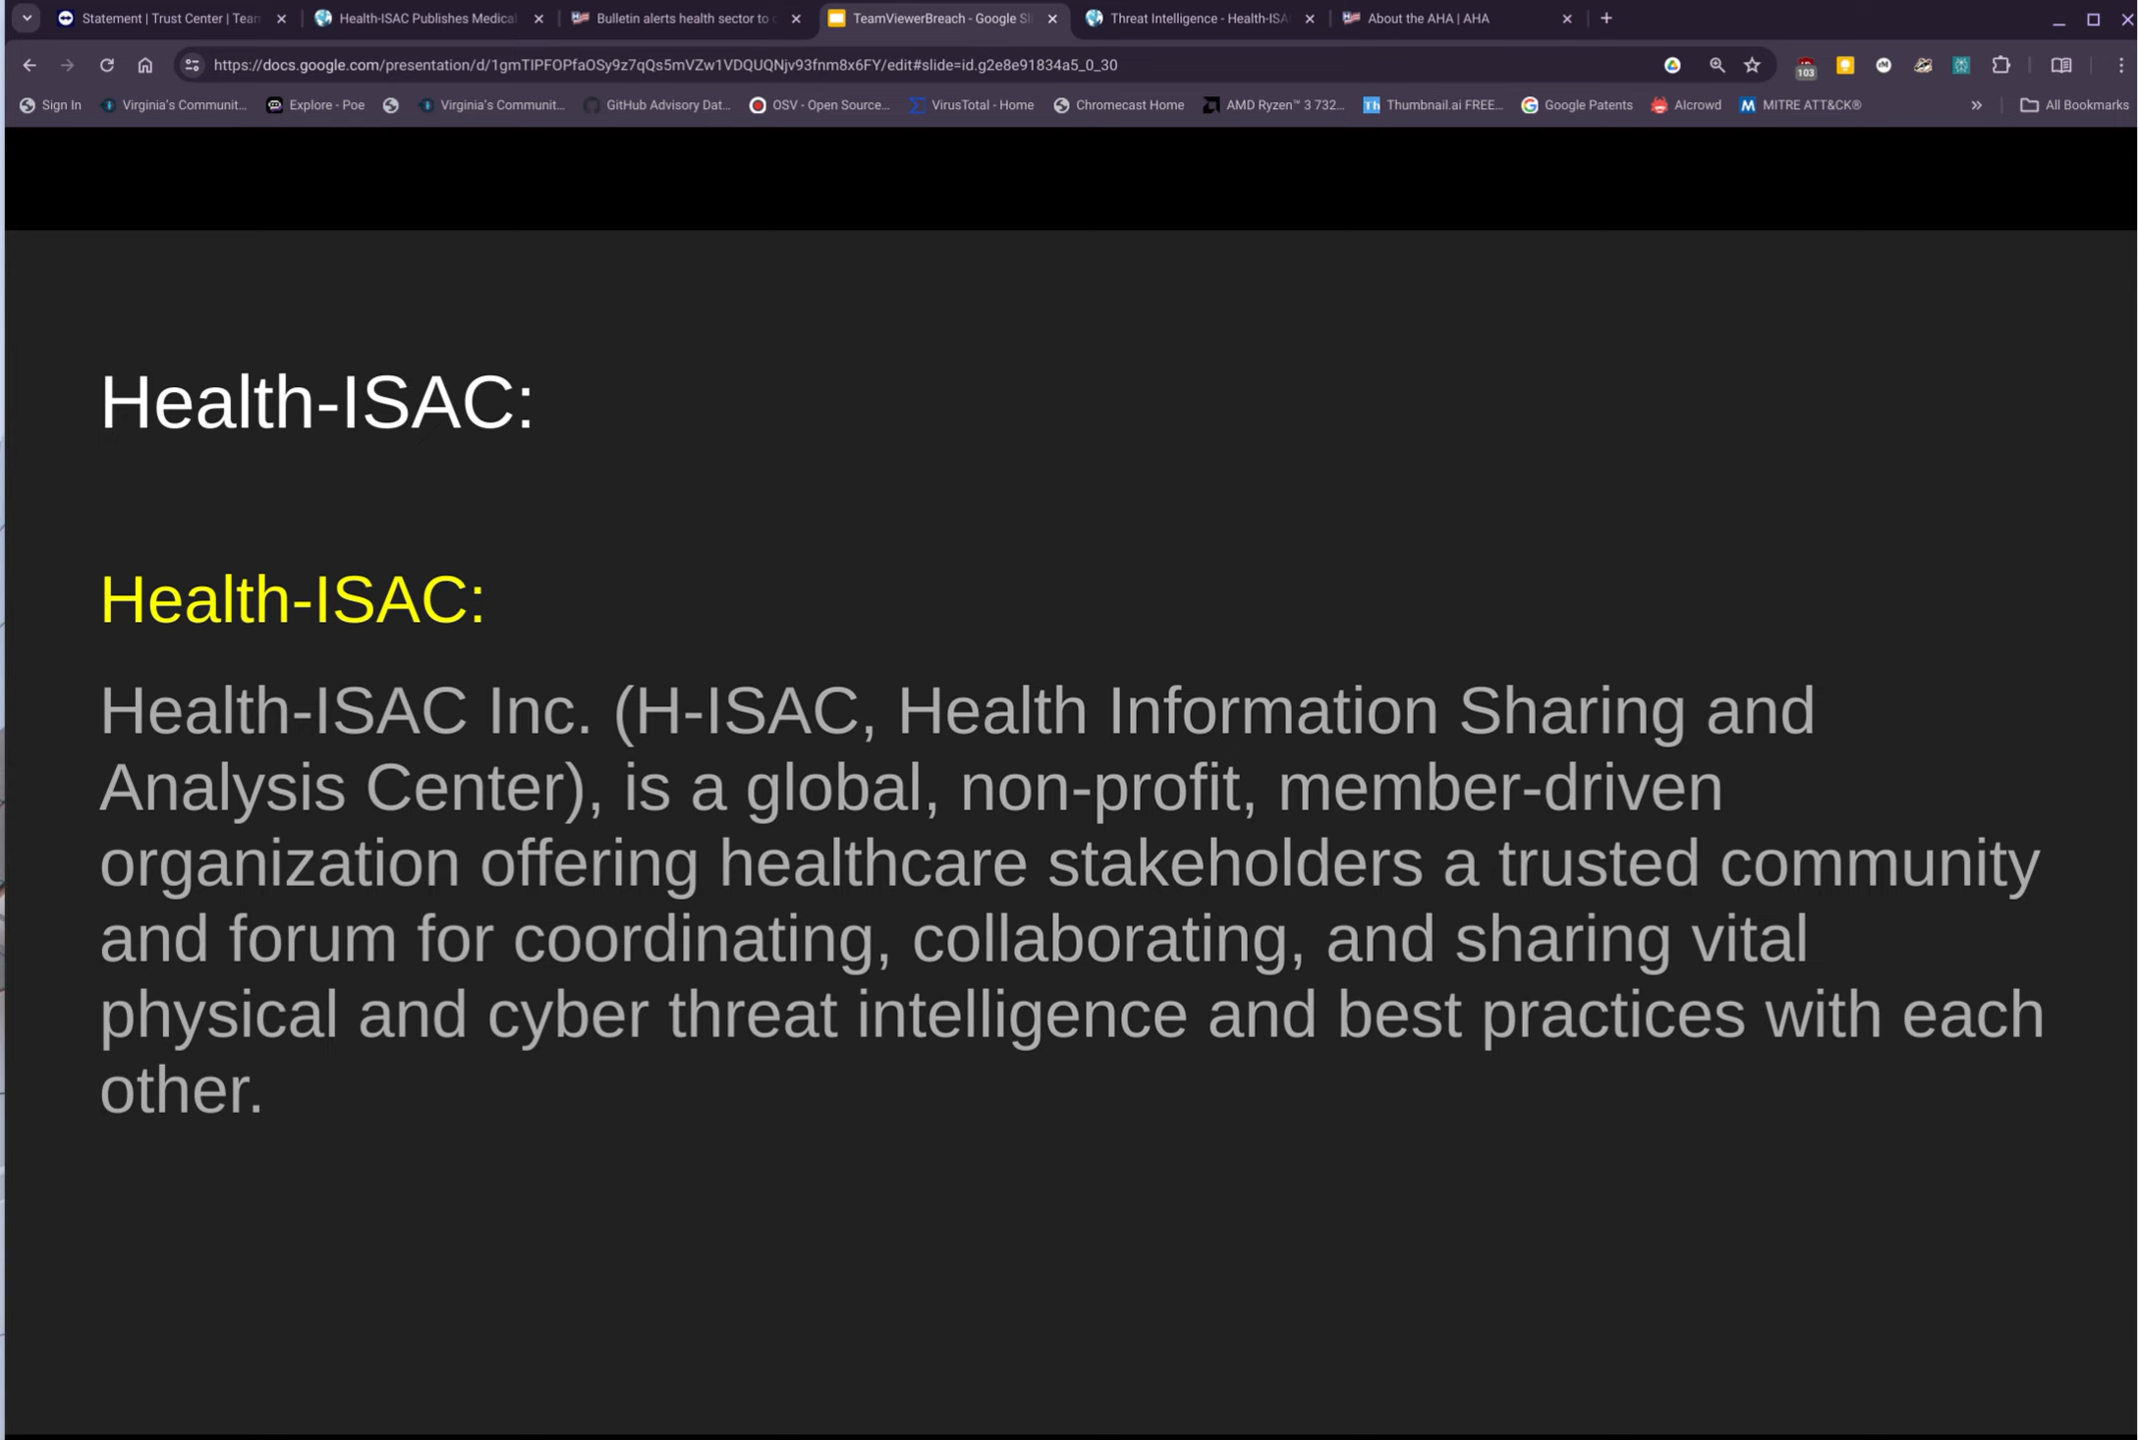 Statement | Trust Center | Team
Health-ISAC Publishes Medical
Bulletin alerts health sector to
TeamViewerBreach - Google Sl
Threat Intelligence - Health-ISA
About the AHA | AHA
https://docs.google.com/presentation/d/1gmTIPFOPfaOSy9z7qQs5mVZw1VDQUQNjv93fnm8x6FY/edit#slide=id.g2e8e91834a5_0_30
103
Sign In
Virginia's Communit...
Explore - Poe
Virginia's Communit...
GitHub Advisory Dat...
OSV - Open Source...
VirusTotal - Home
Chromecast Home
AMD Ryzen™ 3 732...
Th
Thumbnail.ai FREE...
Google Patents
AIcrowd
M
MITRE ATT&CK®
All Bookmarks
Health-ISAC:
Health-ISAC:
Health-ISAC Inc. (H-ISAC, Health Information Sharing and
Analysis Center), is a global, non-profit, member-driven
organization offering healthcare stakeholders a trusted community
and forum for coordinating, collaborating, and sharing vital
physical and cyber threat intelligence and best practices with each
other.